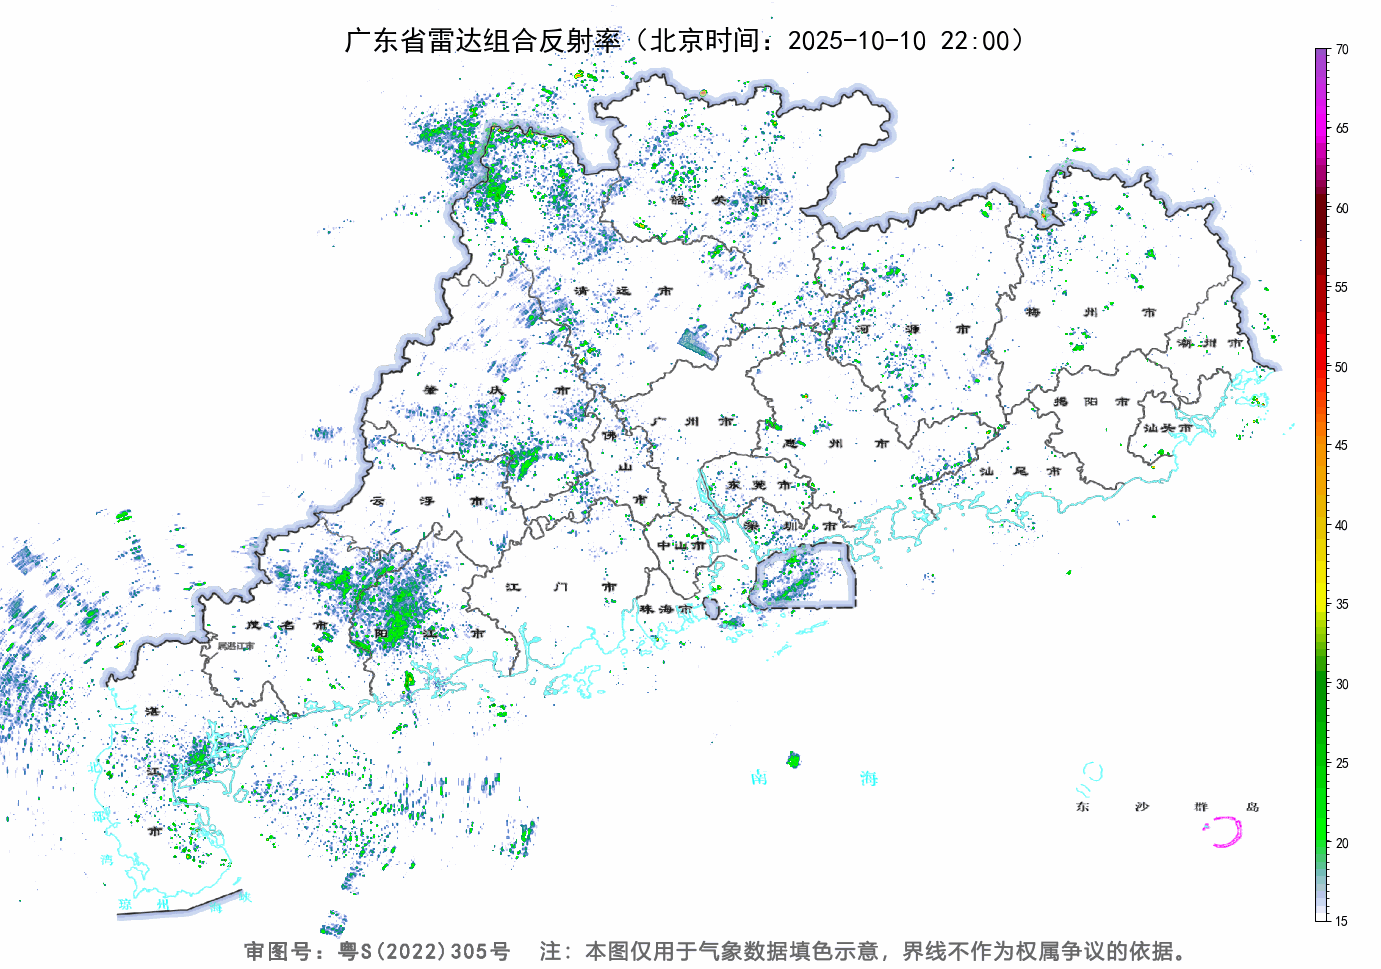 广东省雷达组合反射率（北京时间：2025-10-10 22:00）
70
65
60
55
50
45
40
35
30
25
20
15
韶关市
清远市
河源市
梅州市
潮州市
肇庆市
广州市
佛山市
惠州市
揭阳市
汕头市
汕尾市
云浮市
东莞市
深圳市
中山市
江门市
珠海市
茂名市
阳江市
属湛江市
湛江市
北部湾
琼州海峡
南海
东沙群岛
审图号：粤S(2022)305号 注：本图仅用于气象数据填色示意，界线不作为权属争议的依据。